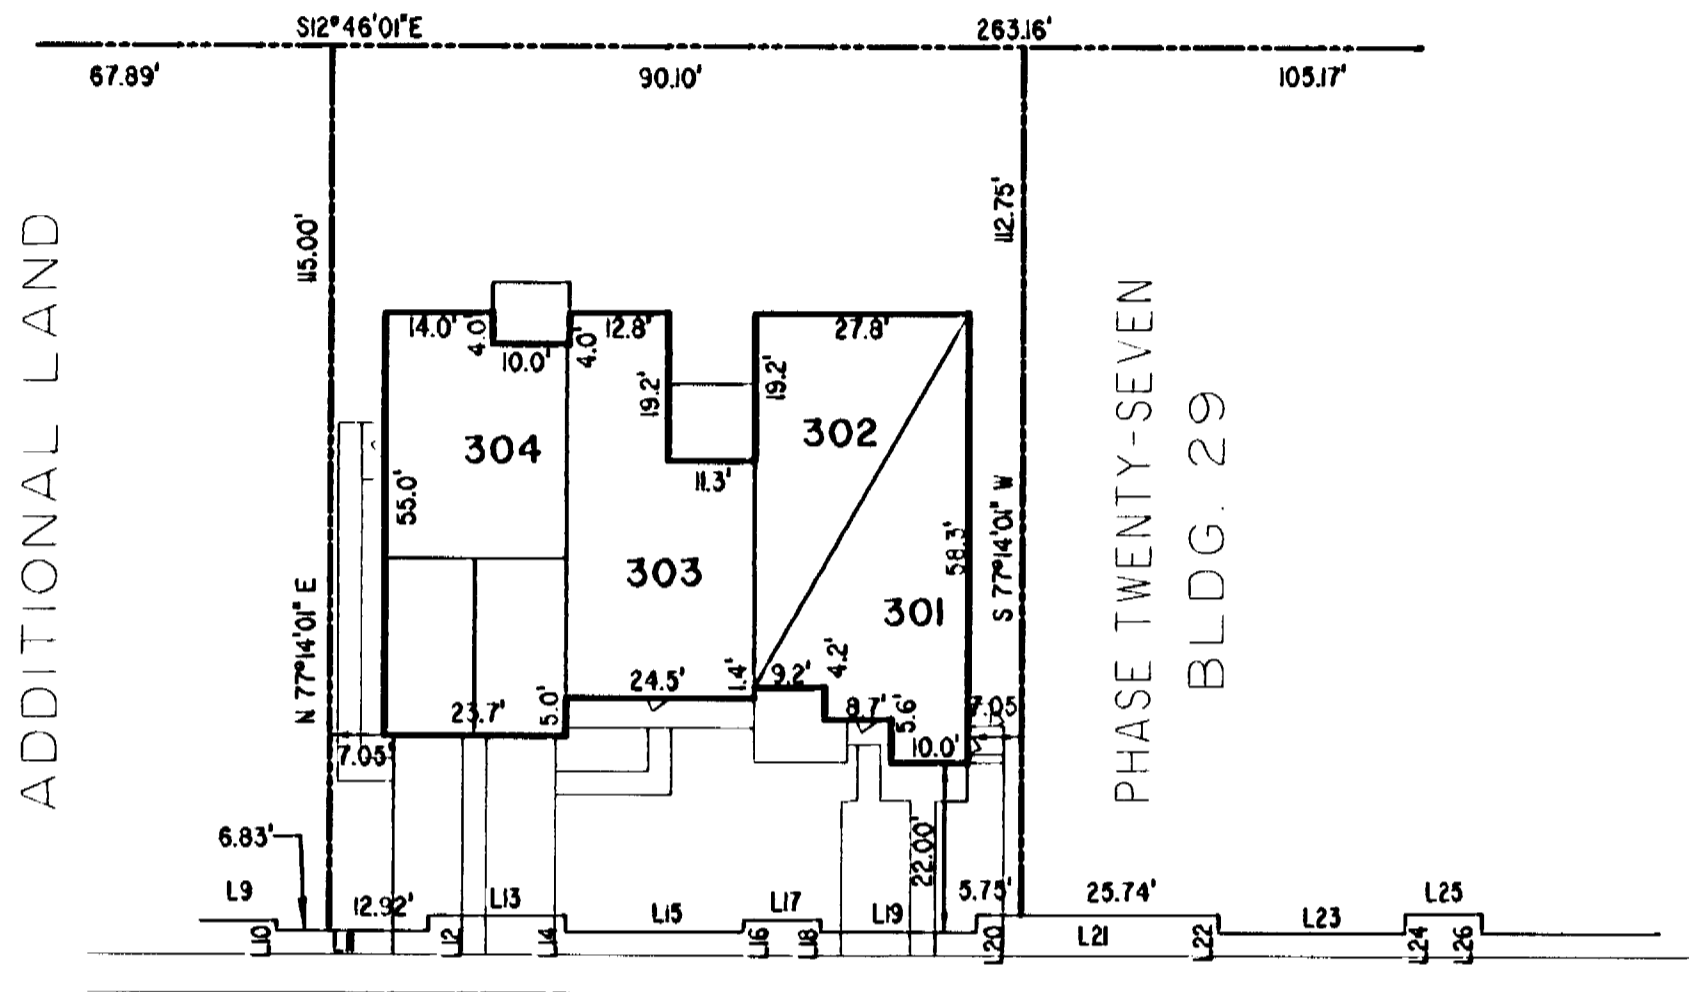 S12°46'01"E
263.16'
67.89'
90.10'
105.17'
ADDITIONAL LAND
115.00'
N 77°14'01" E
112.75'
S 77°14'01" W
PHASE TWENTY-SEVEN
BLDG. 29
14.0'
4.0'
10.0'
4.0'
12.8'
27.8'
19.2'
19.2'
304
302
11.3'
55.0'
303
58.3'
301
24.5'
1.4'
9.2'
4.2'
23.7'
5.0'
8.7'
5.6'
7.05
7.05
10.0'
6.83'
22.00'
L9
12.92'
L13
L15
L17
L19
5.75'
25.74'
L21
L23
L25
L10
L11
L12
L14
L16
L18
L20
L22
L24
L26